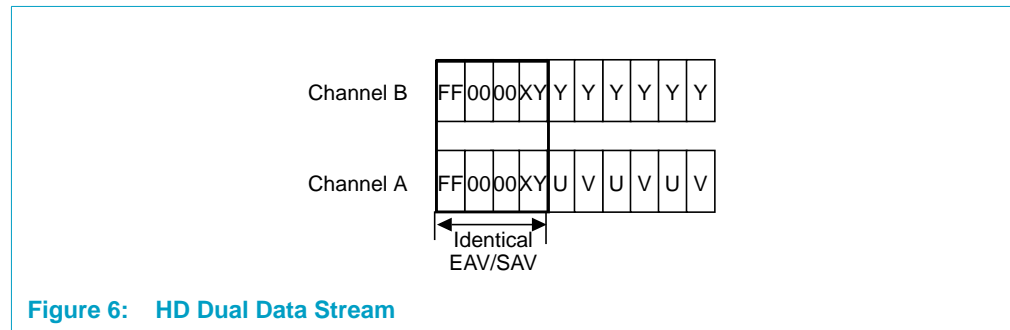 Channel B FF 00 00 XY Y Y Y Y Y Y
Channel A FF 00 00 XY U V U V U V
Identical
EAV/SAV
Figure 6: HD Dual Data Stream